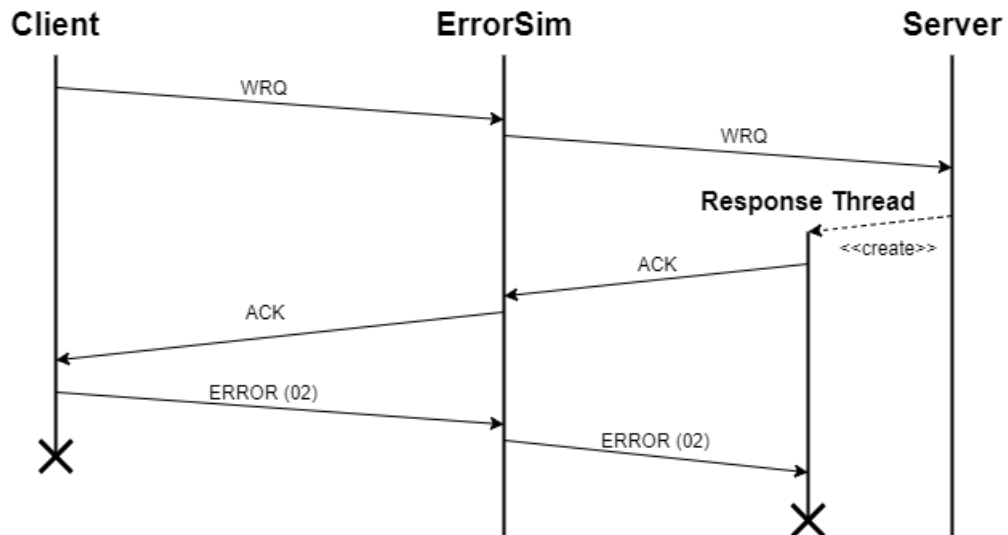 Client
ErrorSim
Server
WRQ
WRQ
Response Thread
<<create>>
ACK
ACK
ERROR (02)
ERROR (02)